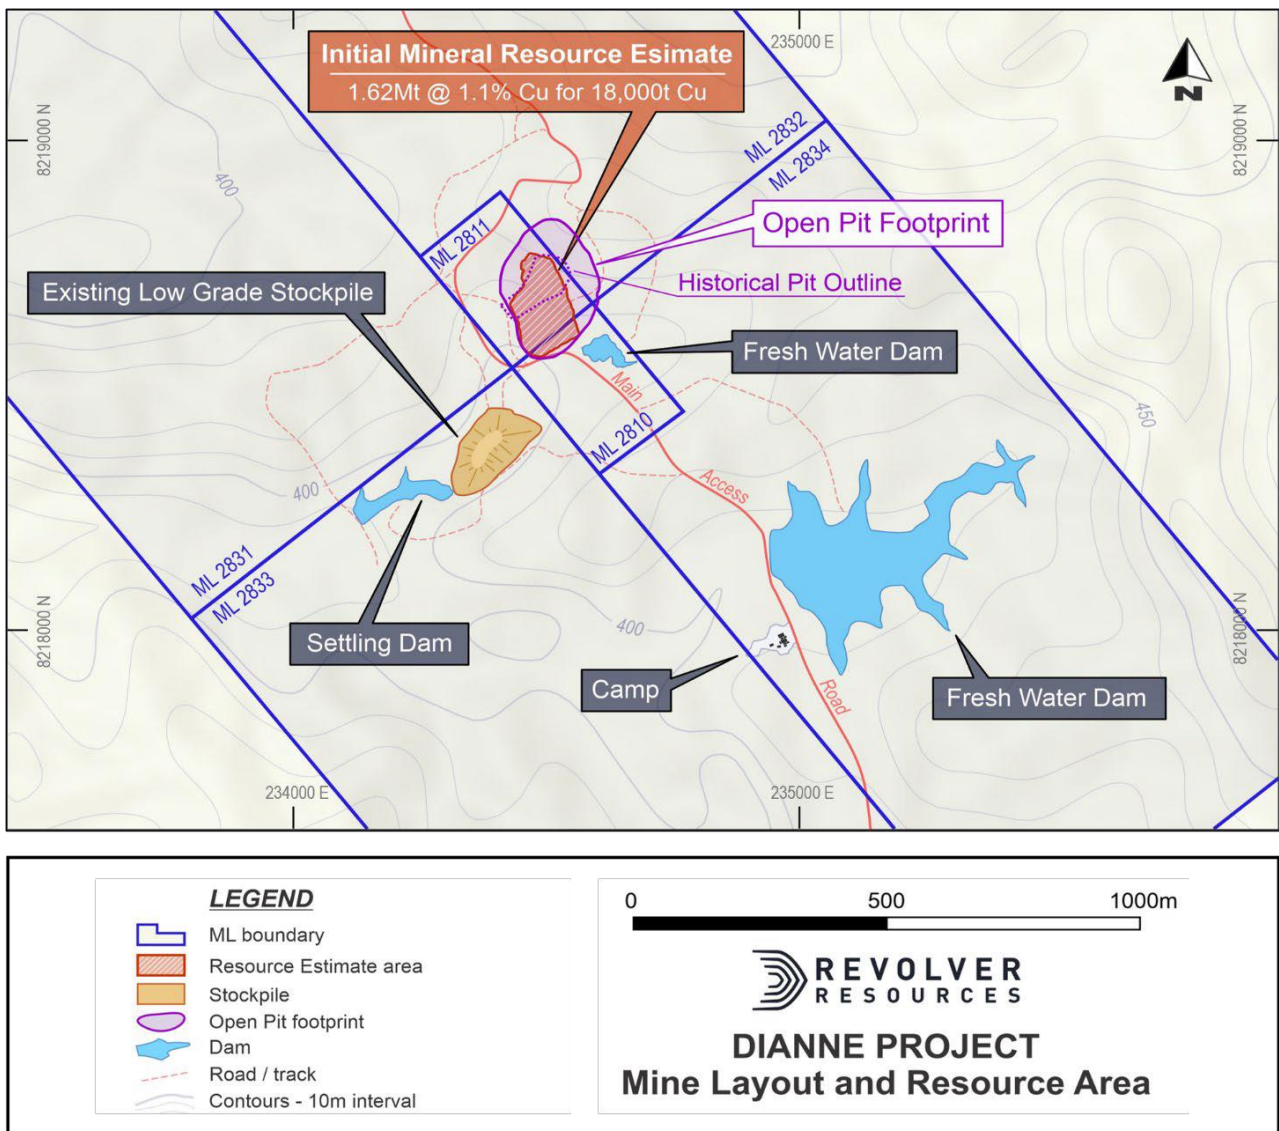 235000 E
Initial Mineral Resource Esimate
1.62Mt @ 1.1% Cu for 18,000t Cu
N
8219000 N
8219000 N
ML 2832
ML 2834
400
ML 2811
Open Pit Footprint
Historical Pit Outline
Existing Low Grade Stockpile
Fresh Water Dam
Main
450
ML 2810
Access
400
ML 2831
ML 2833
8218000 N
8218000 N
400
Settling Dam
Camp
Road
Fresh Water Dam
234000 E
235000 E
LEGEND
ML boundary
Resource Estimate area
Stockpile
Open Pit footprint
Dam
Road / track
Contours - 10m interval
0 500 1000m
REVOLVER
RESOURCES
DIANNE PROJECT
Mine Layout and Resource Area